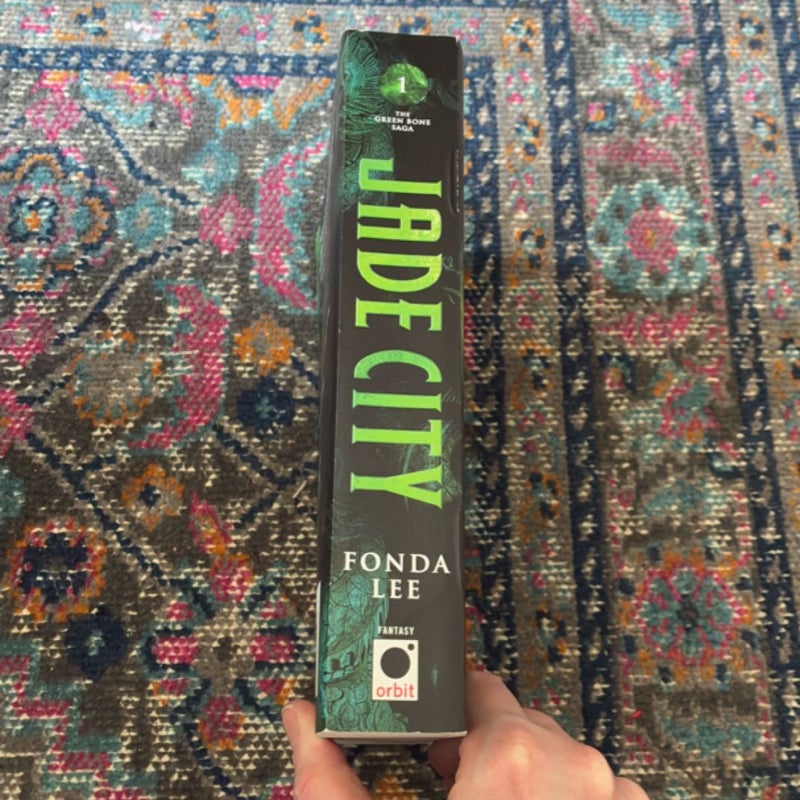 1
THE
GREEN BONE
SAGA
JADE CITY
FONDA
LEE
FANTASY
orbit